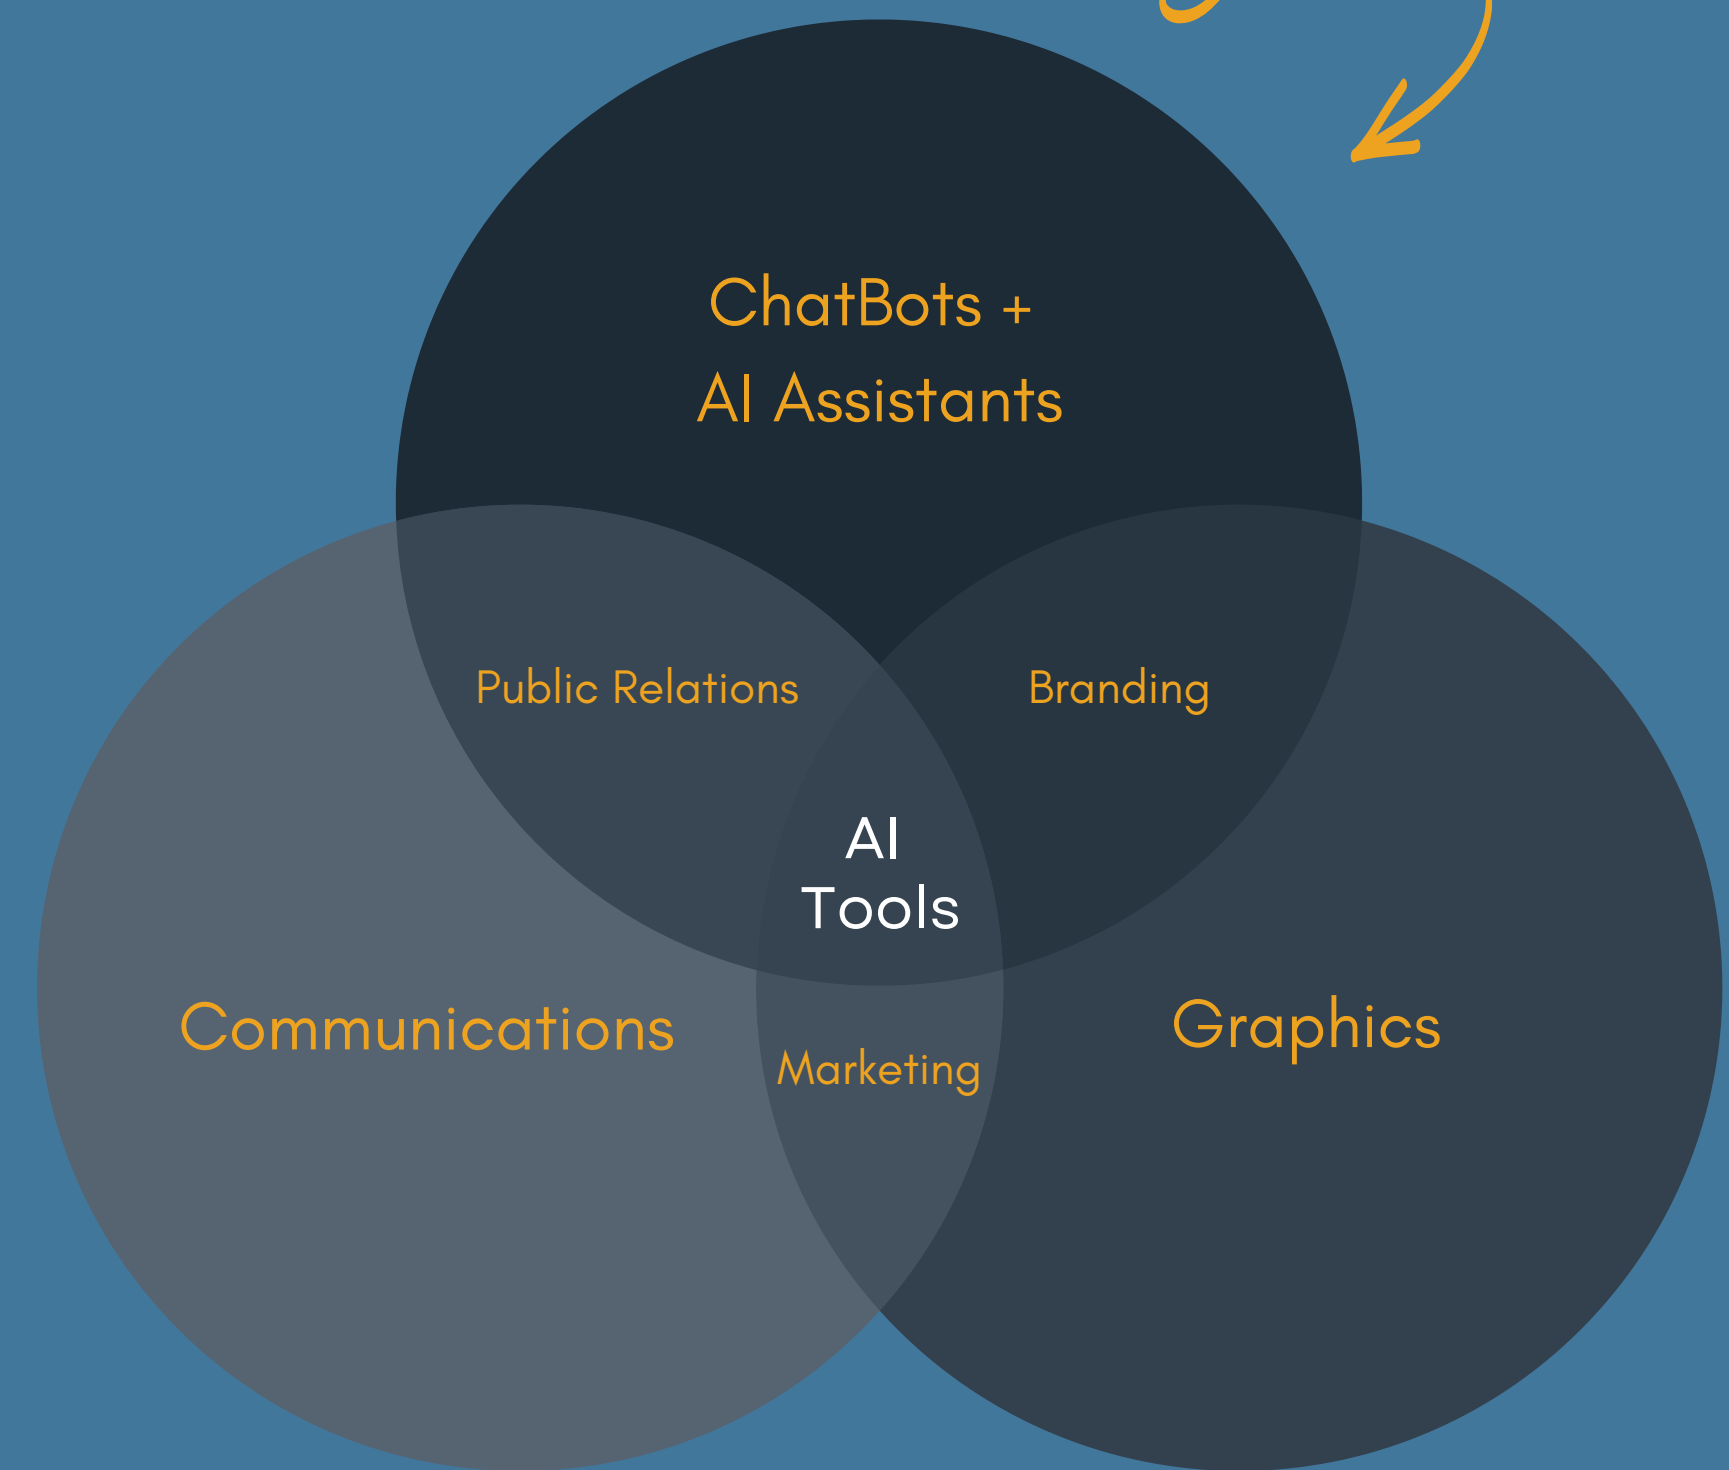 ChatBots +
AI Assistants
Public Relations
Branding
AI
Tools
Communications
Graphics
Marketing